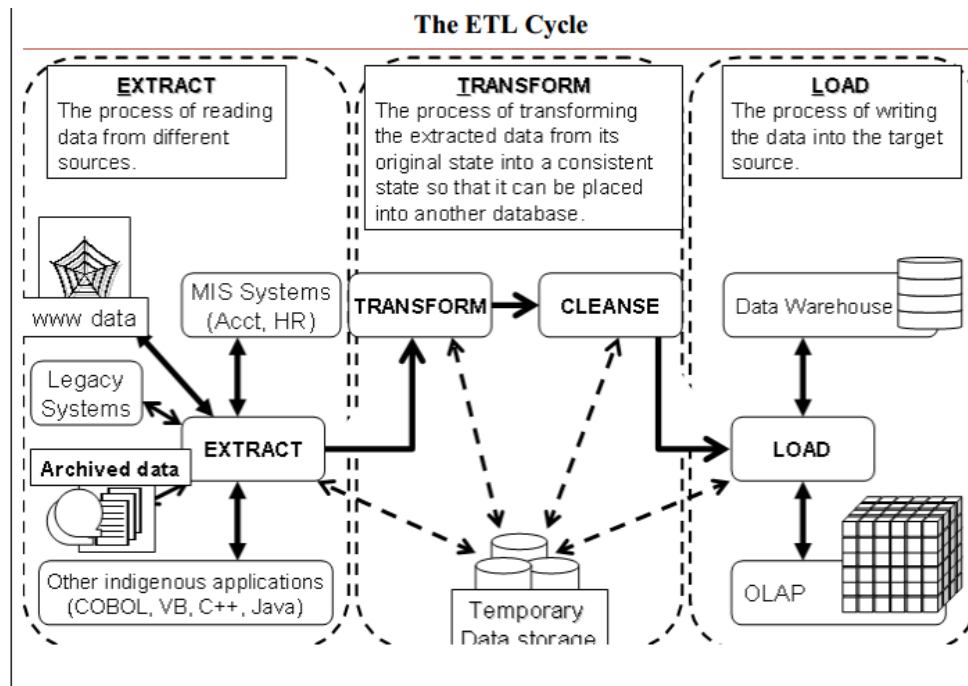 The ETL Cycle
EXTRACT
The process of reading
data from different
sources.
TRANSFORM
The process of transforming
the extracted data from its
original state into a consistent
state so that it can be placed
into another database.
LOAD
The process of writing
the data into the target
source.
www data
MIS Systems
(Acct, HR)
TRANSFORM
CLEANSE
Data Warehouse
Legacy
Systems
EXTRACT
LOAD
Archived data
Other indigenous applications
(COBOL, VB, C++, Java)
Temporary
Data storage
OLAP